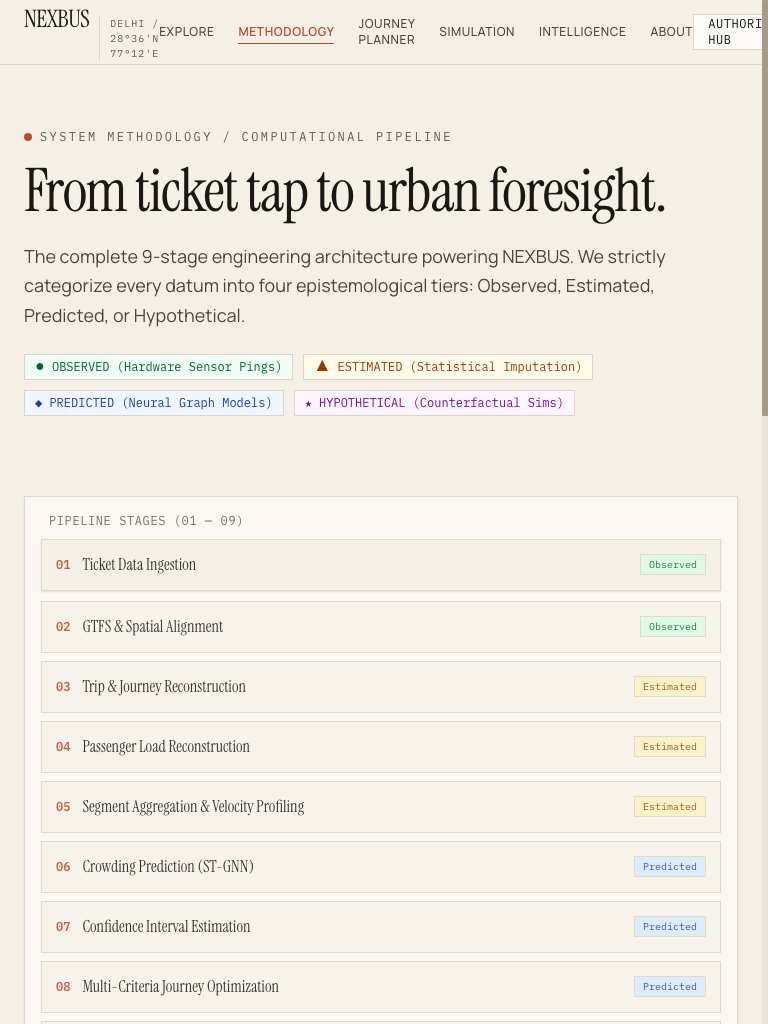 NEXBUS
DELHI /
28°36'N
77°12'E
EXPLORE
METHODOLOGY
JOURNEY
PLANNER
SIMULATION
INTELLIGENCE
ABOUT
HUB
SYSTEM METHODOLOGY / COMPUTATIONAL PIPELINE
From ticket tap to urban foresight.
The complete 9-stage engineering architecture powering NEXBUS. We strictly
categorize every datum into four epistemological tiers: Observed, Estimated,
Predicted, or Hypothetical.
● OBSERVED (Hardware Sensor Pings)
▲ ESTIMATED (Statistical Imputation)
◆ PREDICTED (Neural Graph Models)
★ HYPOTHETICAL (Counterfactual Sims)
PIPELINE STAGES (01 — 09)
01 Ticket Data Ingestion Observed
02 GTFS & Spatial Alignment Observed
03 Trip & Journey Reconstruction Estimated
04 Passenger Load Reconstruction Estimated
05 Segment Aggregation & Velocity Profiling Estimated
06 Crowding Prediction (ST-GNN) Predicted
07 Confidence Interval Estimation Predicted
08 Multi-Criteria Journey Optimization Predicted